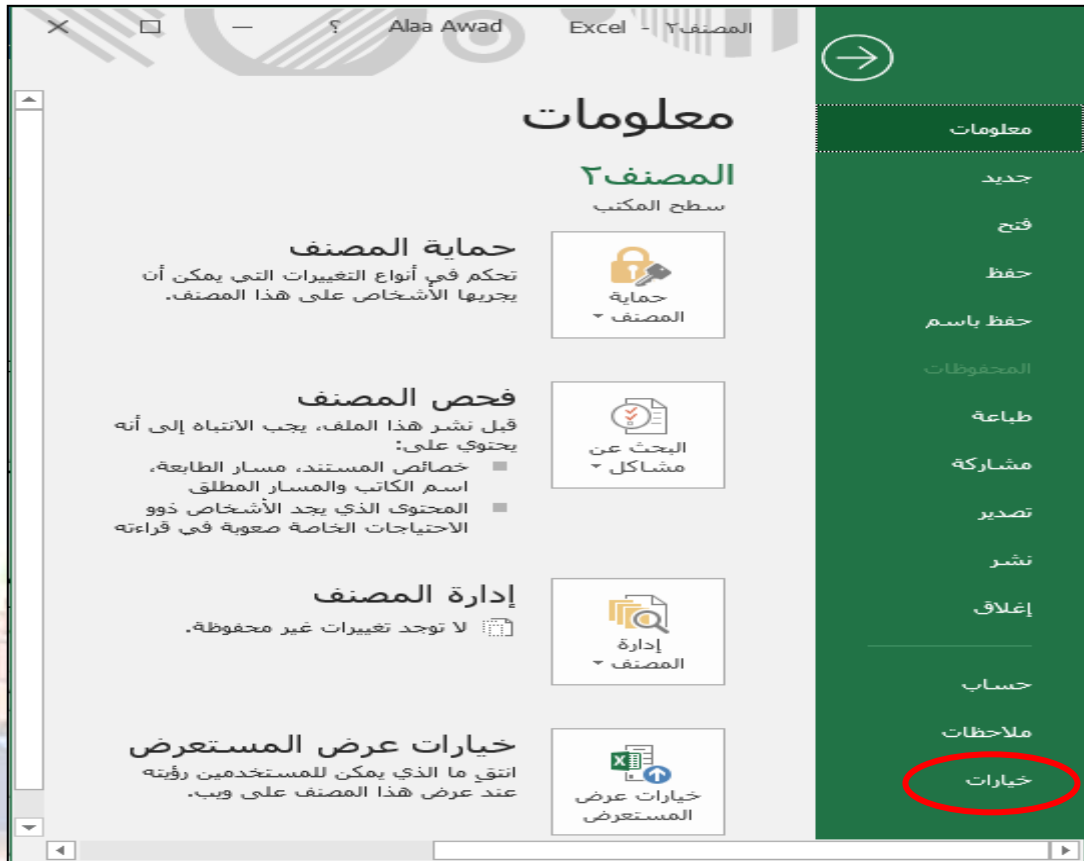 المصنف٢ - Excel
Alaa Awad
؟
معلومات
جديد
فتح
حفظ
حفظ باسم
المحفوظات
طباعة
مشاركة
تصدير
نشر
إغلاق
حساب
ملاحظات
خيارات
معلومات
المصنف٢
سطح المكتب
حماية
المصنف
حماية المصنف
تحكم في أنواع التغييرات التي يمكن أن
يجريها الأشخاص على هذا المصنف.
البحث عن
مشاكل
فحص المصنف
قبل نشر هذا الملف، يجب الانتباه إلى أنه
يحتوي على:
خصائص المستند، مسار الطابعة،
اسم الكاتب والمسار المطلق
المحتوى الذي يجد الأشخاص ذوو
الاحتياجات الخاصة صعوبة في قراءته
إدارة
المصنف
إدارة المصنف
لا توجد تغييرات غير محفوظة.
خيارات عرض
المستعرض
خيارات عرض المستعرض
انتقِ ما الذي يمكن للمستخدمين رؤيته
عند عرض هذا المصنف على ويب.